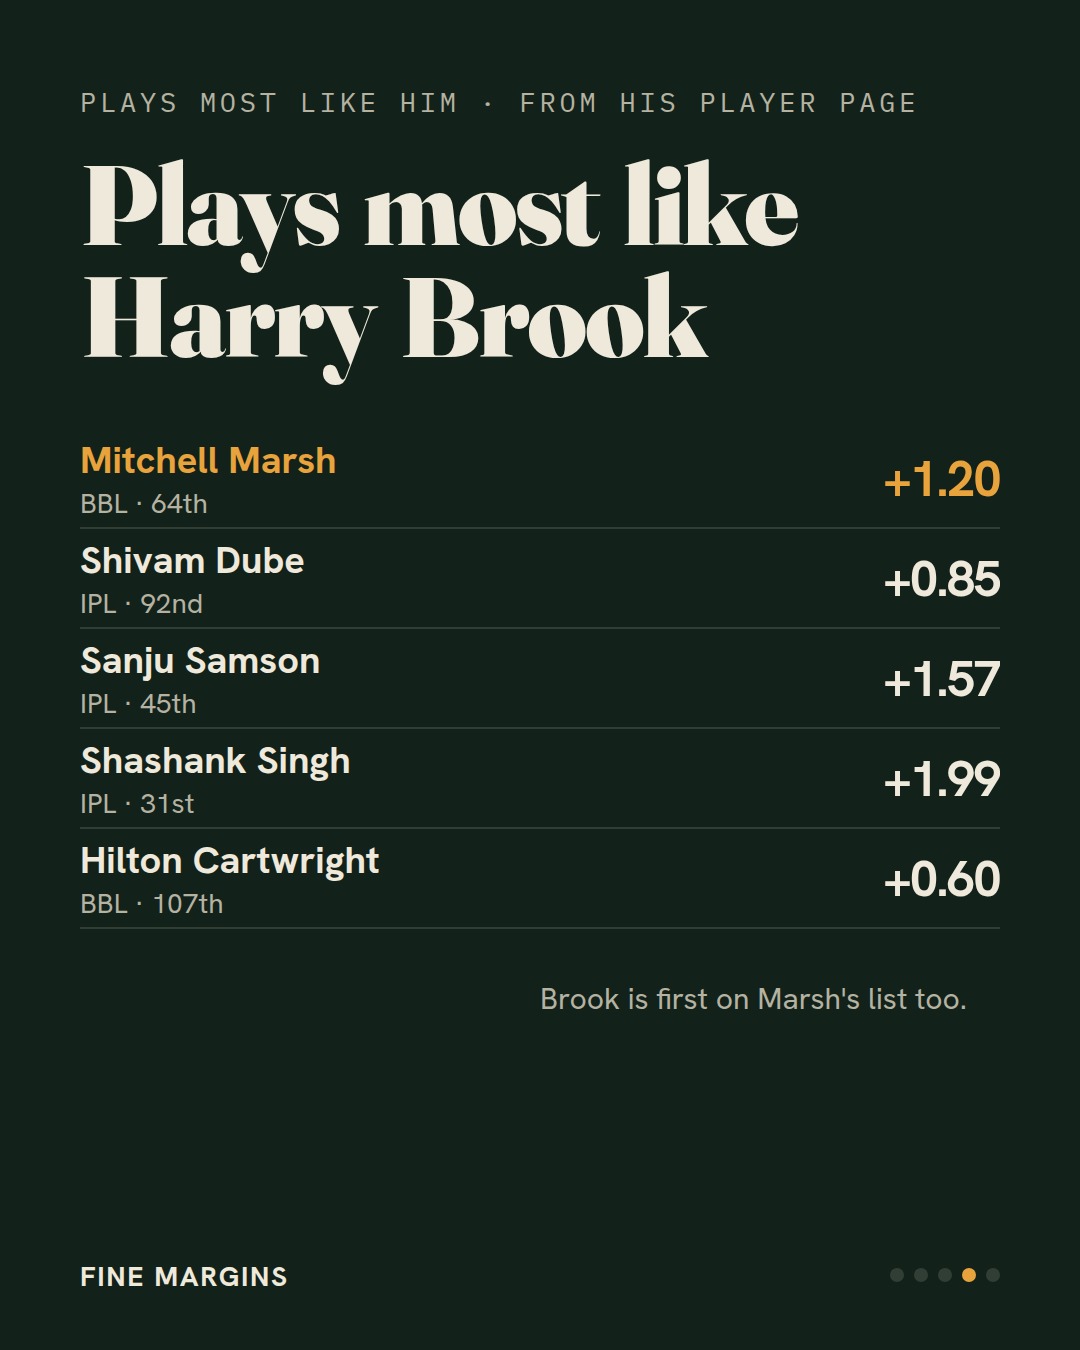 PLAYS MOST LIKE HIM · FROM HIS PLAYER PAGE
Plays most like
Harry Brook
Mitchell Marsh
BBL · 64th
+1.20
Shivam Dube
IPL · 92nd
+0.85
Sanju Samson
IPL · 45th
+1.57
Shashank Singh
IPL · 31st
+1.99
Hilton Cartwright
BBL · 107th
+0.60
Brook is first on Marsh's list too.
FINE MARGINS